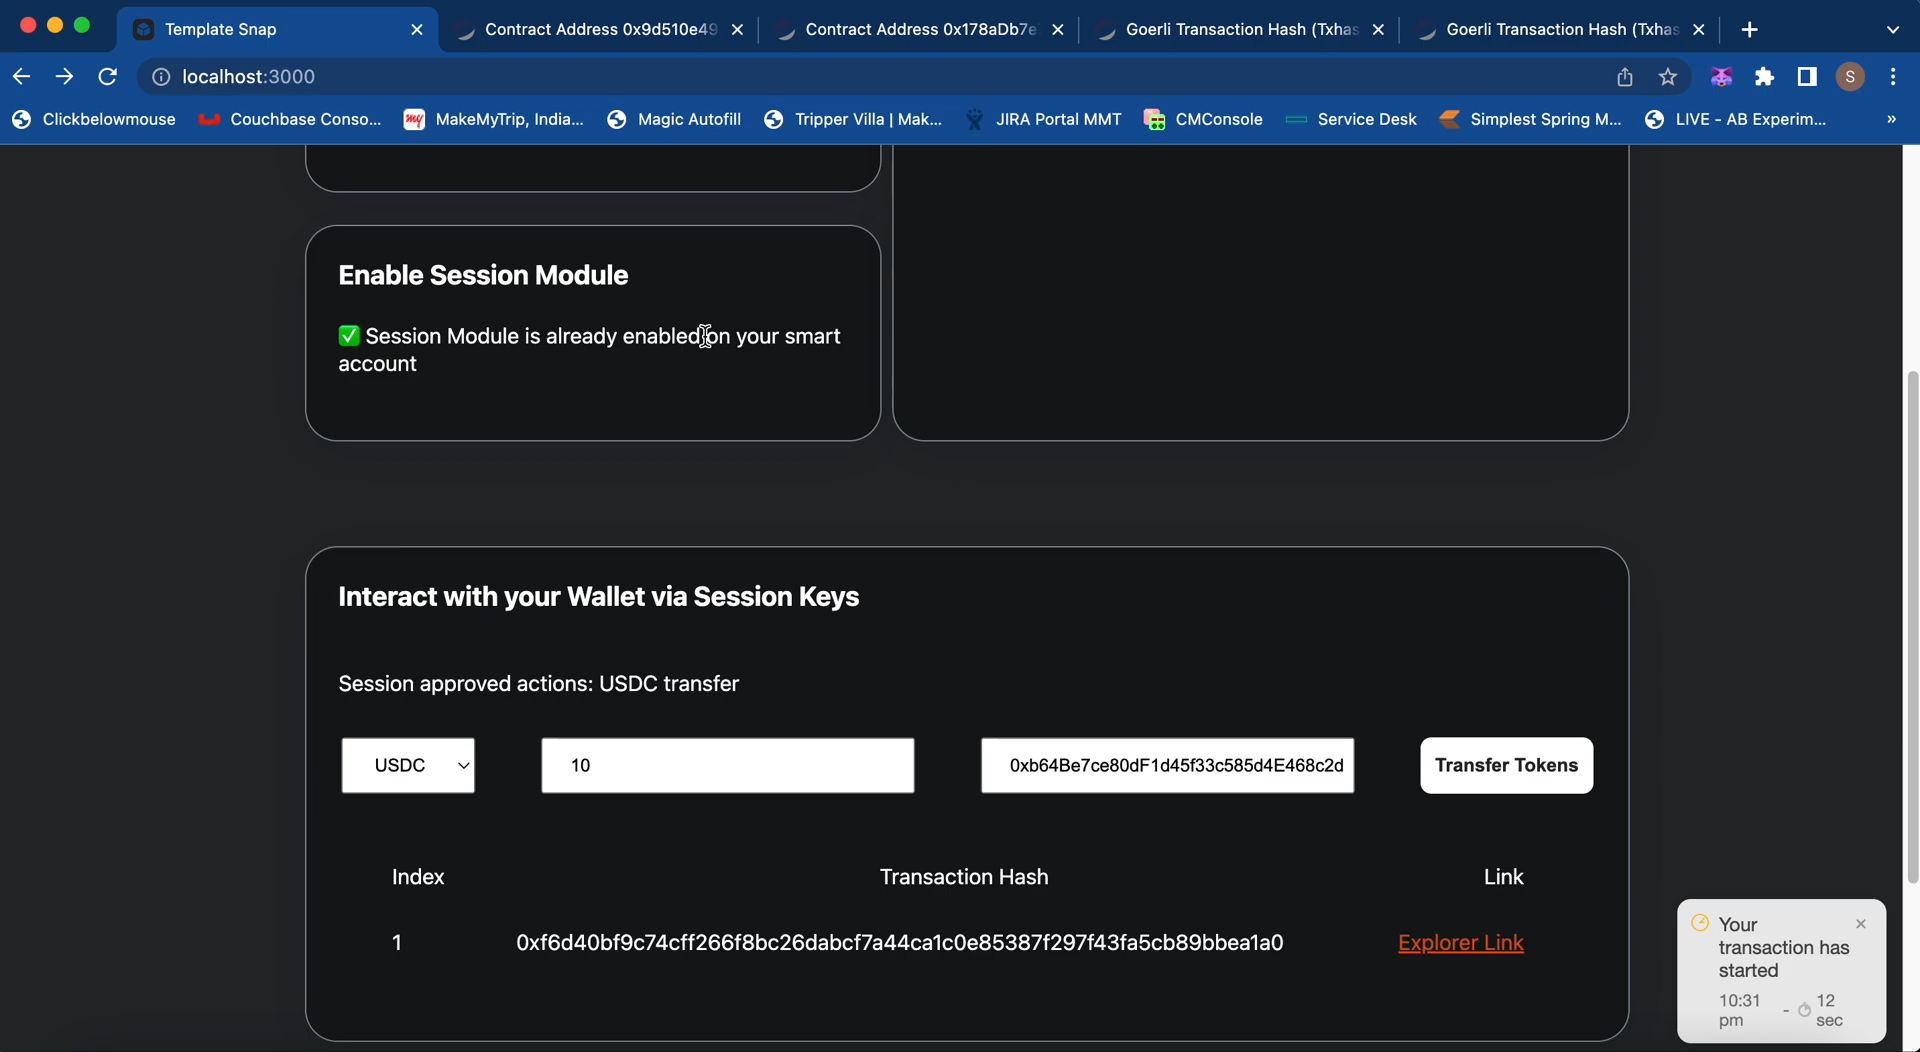 Template Snap
Contract Address 0x9d510e49
Contract Address 0x178aDb7e
Goerli Transaction Hash (Txhas
Goerli Transaction Hash (Txhas
localhost:3000
S
Clickbelowmouse
Couchbase Conso...
my
MakeMyTrip, India...
Magic Autofill
Tripper Villa | Mak...
JIRA Portal MMT
CMConsole
Service Desk
Simplest Spring M...
LIVE - AB Experim...
»
Enable Session Module
✅ Session Module is already enabled on your smart
account
Interact with your Wallet via Session Keys
Session approved actions: USDC transfer
USDC
10
0xb64Be7ce80dF1d45f33c585d4E468c2d
Transfer Tokens
Index
Transaction Hash
Link
1
0xf6d40bf9c74cff266f8bc26dabcf7a44ca1c0e85387f297f43fa5cb89bbea1a0
Explorer Link
Your
transaction has
started
10:31
pm
-
12
sec